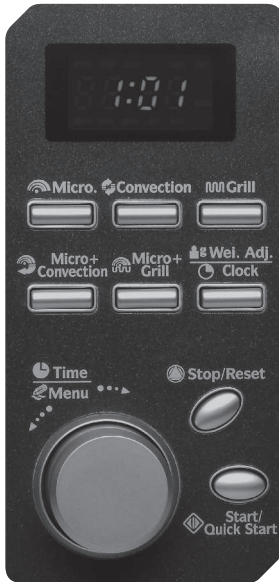 1:01
Micro. Convection Grill
Micro+ Micro+ g Wei. Adj.
Convection Grill Clock
Time Stop/Reset
Menu
Start/
Quick Start